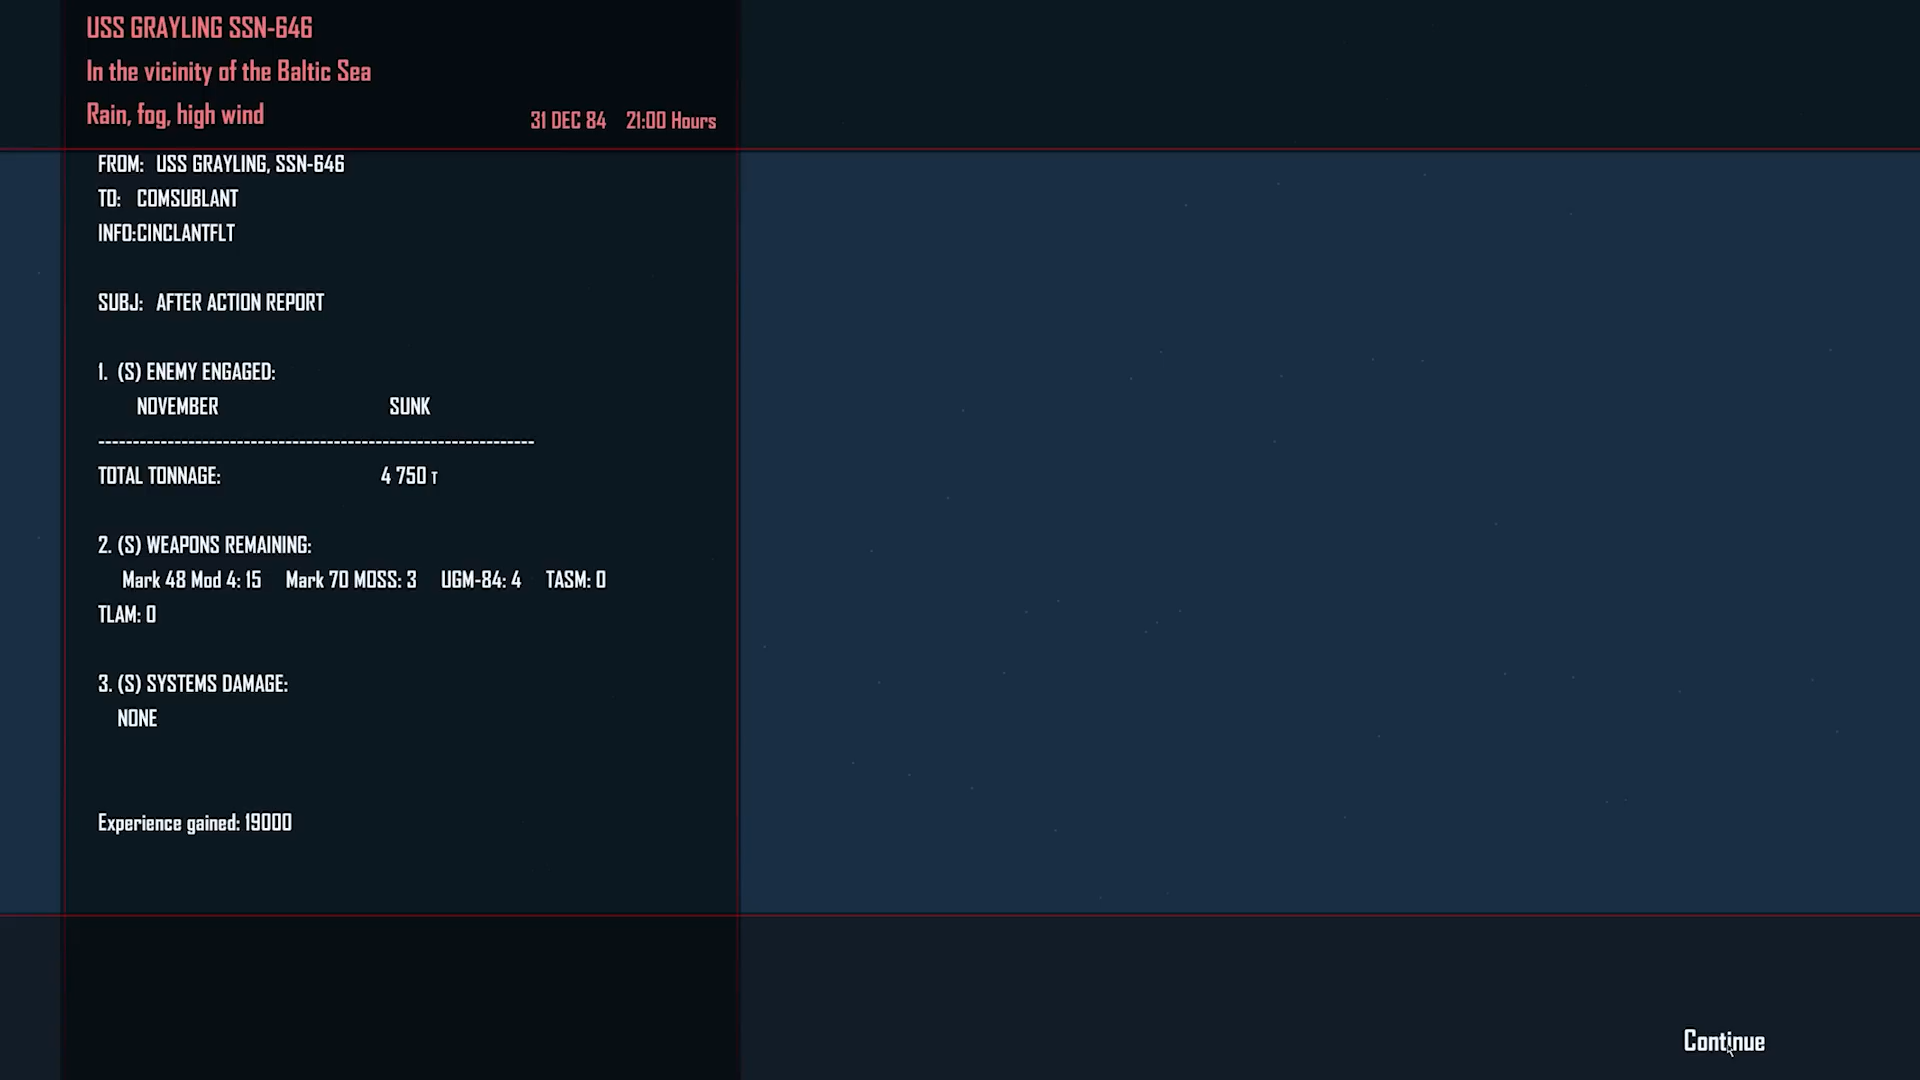 USS GRAYLING SSN-646
In the vicinity of the Baltic Sea
Rain, fog, high wind
31 DEC 84 21:00 Hours
FROM: USS GRAYLING, SSN-646
TO: COMSUBLANT
INFO:CINCLANTFLT
SUBJ: AFTER ACTION REPORT
1. (S) ENEMY ENGAGED:
NOVEMBER SUNK
---------------------------------------------------------------
TOTAL TONNAGE: 4 750 T
2. (S) WEAPONS REMAINING:
Mark 48 Mod 4: 15 Mark 70 MOSS: 3 UGM-84: 4 TASM: 0
TLAM: 0
3. (S) SYSTEMS DAMAGE:
NONE
Experience gained: 19000
Continue